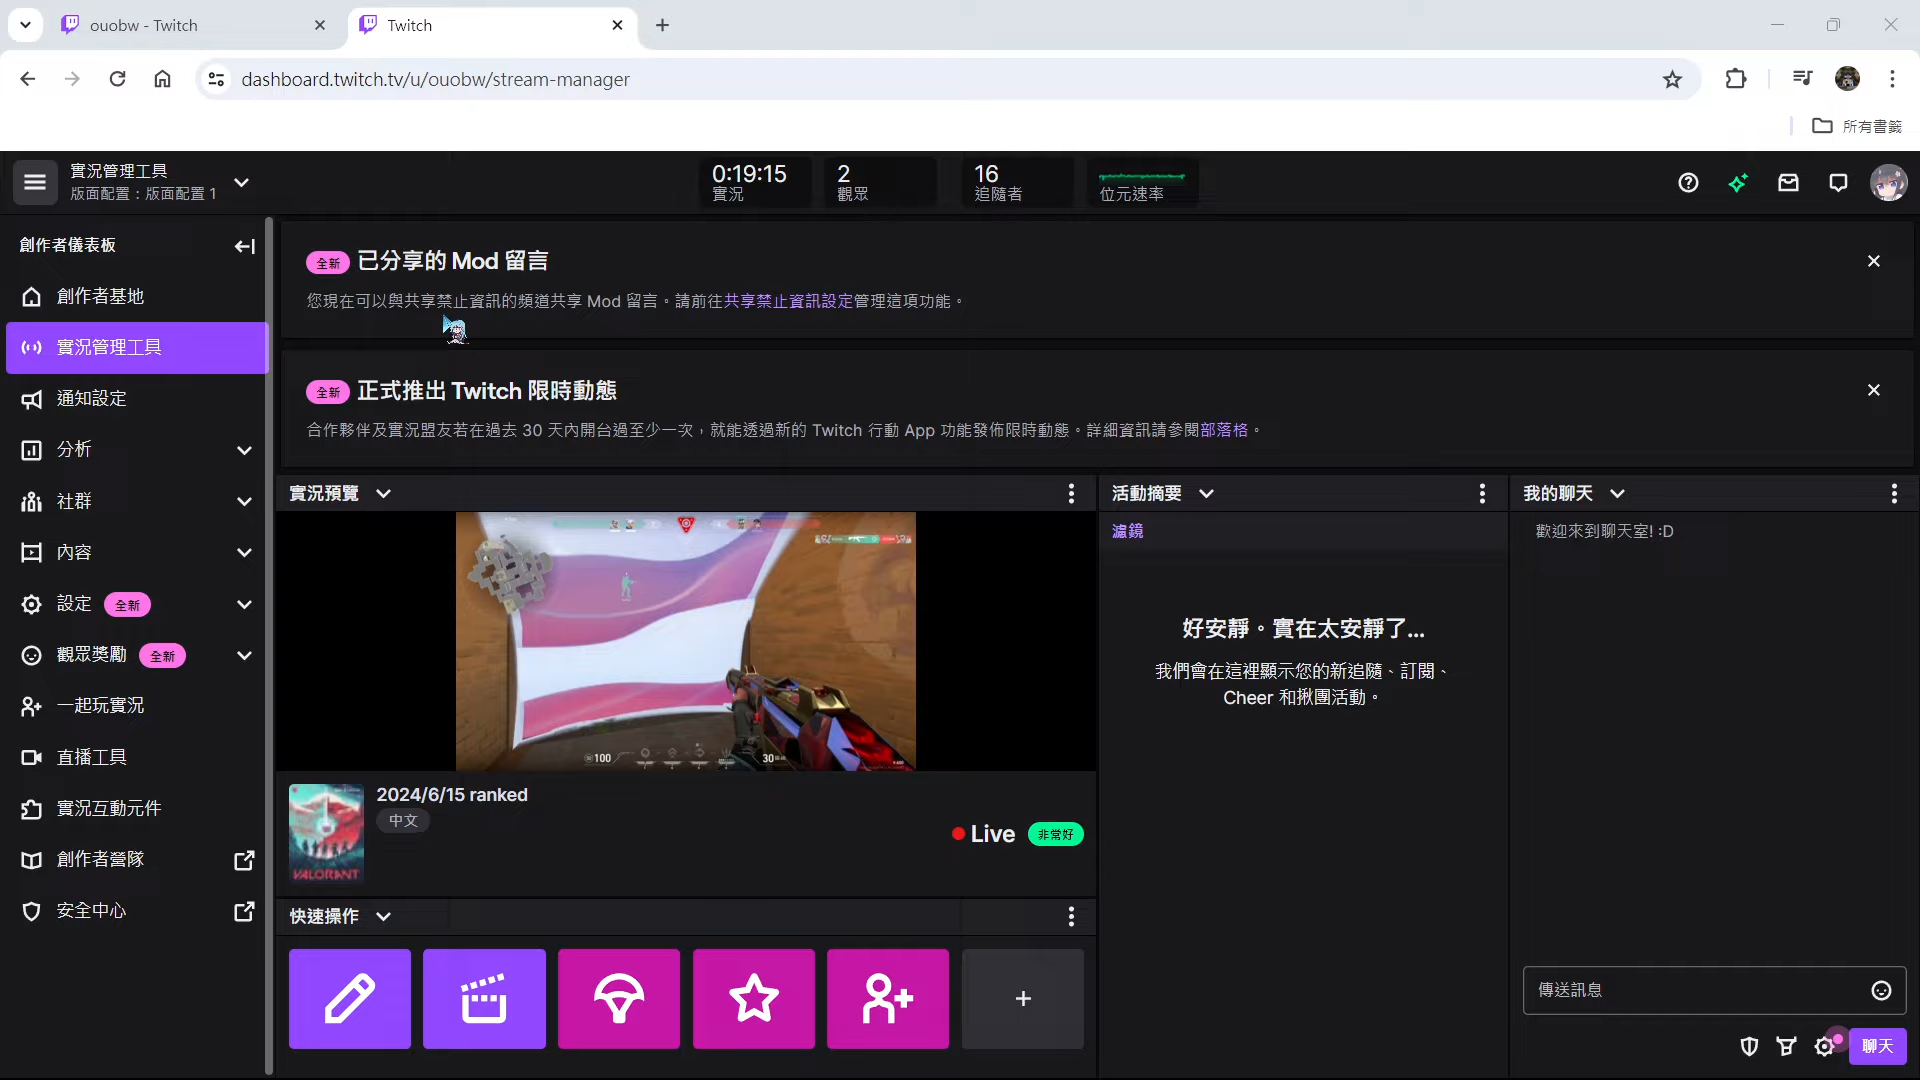 ouobw - Twitch
Twitch
dashboard.twitch.tv/u/ouobw/stream-manager
所有書籤
實況管理工具
版面配置：版面配置 1
0:19:15
實況
2
觀眾
16
追隨者
位元速率
創作者儀表板
創作者基地
實況管理工具
通知設定
分析
社群
內容
設定 全新
觀眾獎勵 全新
一起玩實況
直播工具
實況互動元件
創作者營隊
安全中心
全新 已分享的 Mod 留言
您現在可以與共享禁止資訊的頻道共享 Mod 留言。請前往共享禁止資訊設定管理這項功能。
全新 正式推出 Twitch 限時動態
合作夥伴及實況盟友若在過去 30 天內開台過至少一次，就能透過新的 Twitch 行動 App 功能發佈限時動態。詳細資訊請參閱部落格。
實況預覽
100
30
VALORANT
2024/6/15 ranked
中文
Live 非常好
快速操作
+
活動摘要
濾鏡
好安靜。實在太安靜了...
我們會在這裡顯示您的新追隨、訂閱、
Cheer 和揪團活動。
我的聊天
歡迎來到聊天室! :D
傳送訊息
聊天